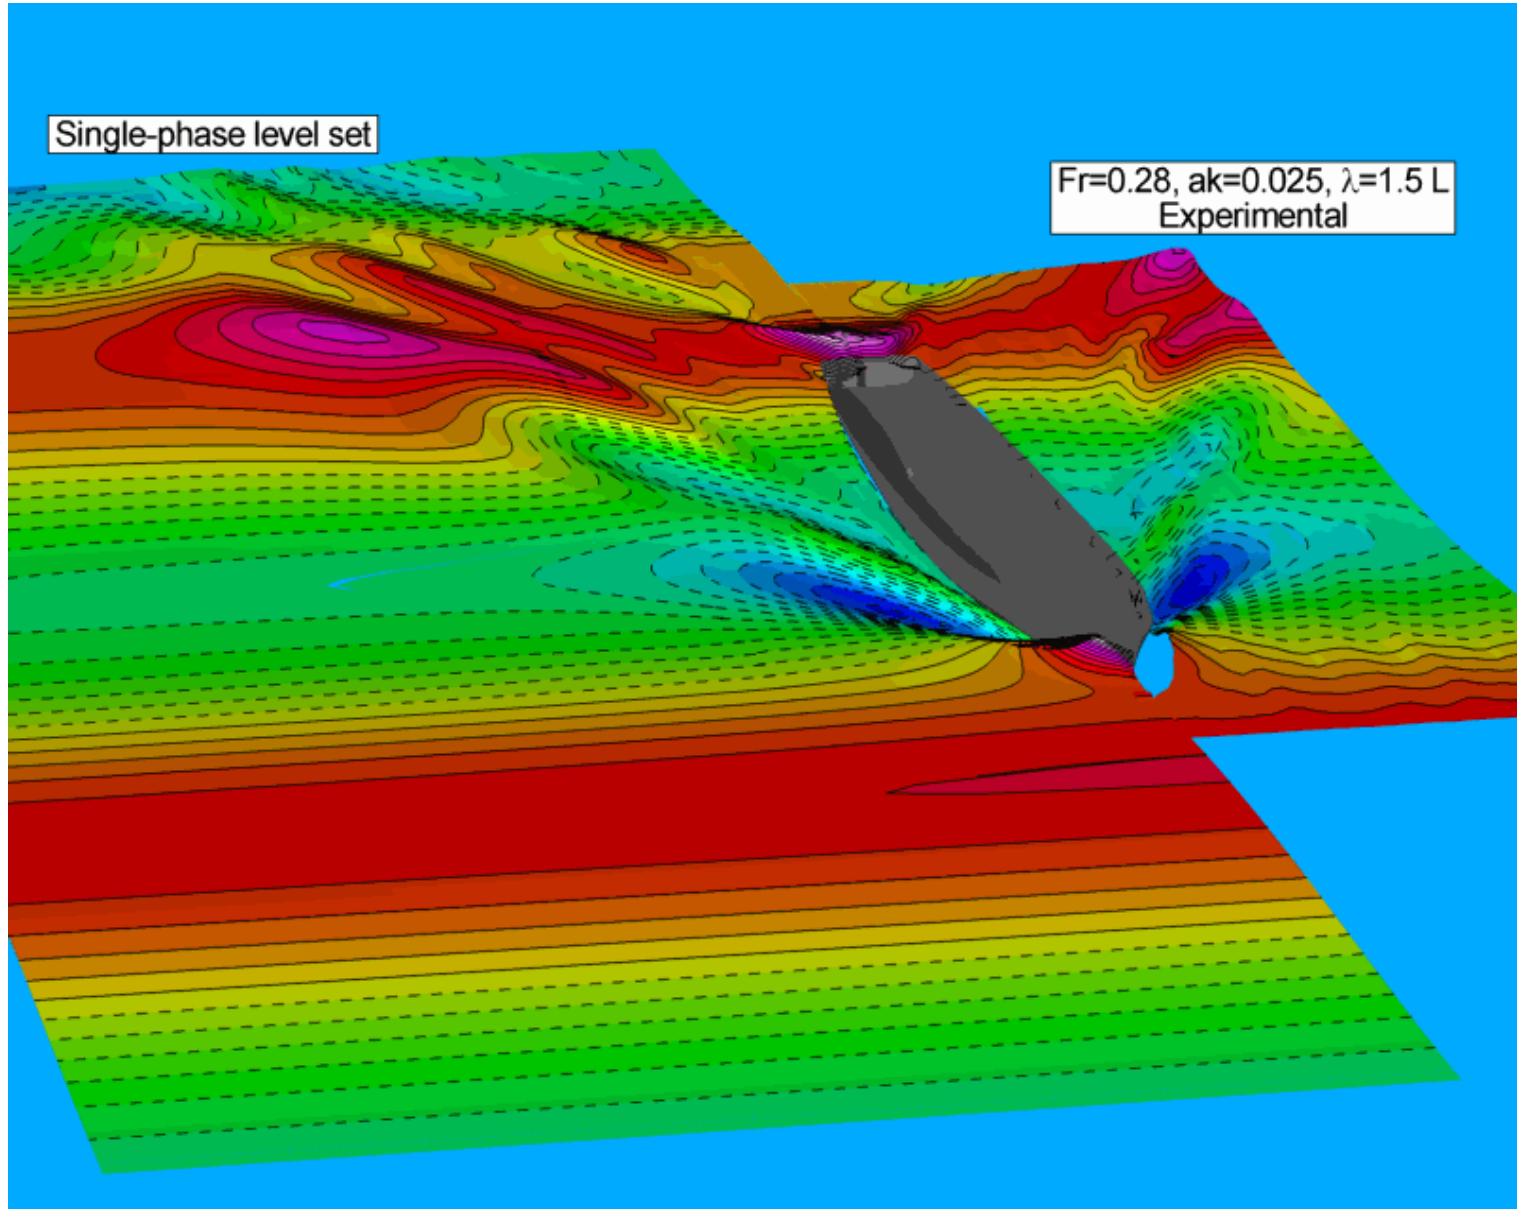 Single-phase level set
Fr=0.28, ak=0.025, λ=1.5 L
Experimental